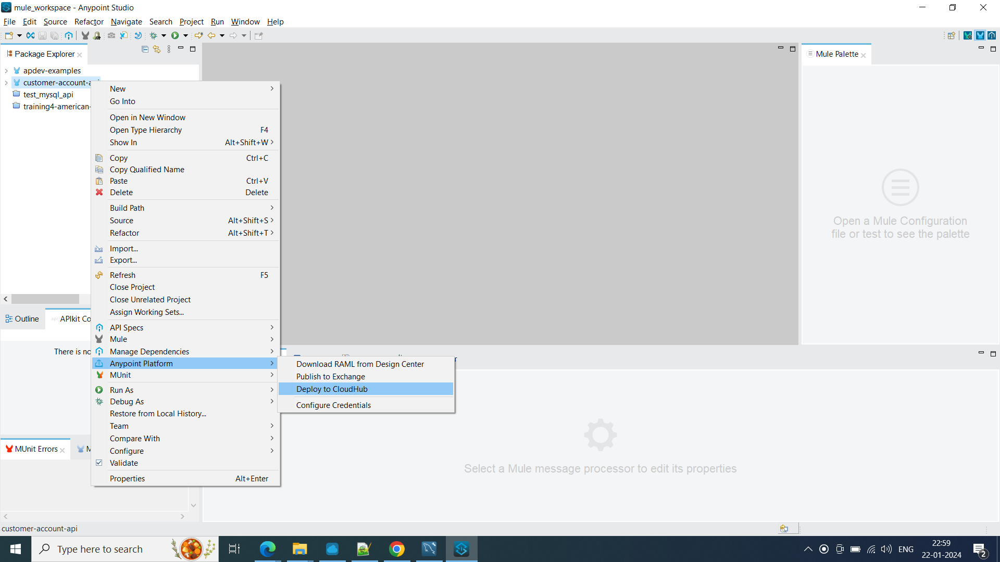 mule_workspace - Anypoint Studio
File Edit Source Refactor Navigate Search Project Run Window Help
Package Explorer
apdev-examples
customer-account-a
test_mysql_api
training4-american-
New
Go Into
Open in New Window
Open Type Hierarchy F4
Show In Alt+Shift+W
Copy Ctrl+C
Copy Qualified Name
Paste Ctrl+V
Delete Delete
Build Path
Source Alt+Shift+S
Refactor Alt+Shift+T
Import...
Export...
Refresh F5
Close Project
Close Unrelated Project
Assign Working Sets...
API Specs
Mule
Manage Dependencies
Anypoint Platform
MUnit
Run As
Debug As
Restore from Local History...
Team
Compare With
Configure
Validate
Properties Alt+Enter
Download RAML from Design Center
Publish to Exchange
Deploy to CloudHub
Configure Credentials
Mule Palette
Open a Mule Configuration
file or test to see the palette
Outline
APIkit Co
There is no
MUnit Errors
M
Select a Mule message processor to edit its properties
customer-account-api
Type here to search
ENG
22:59
22-01-2024
2